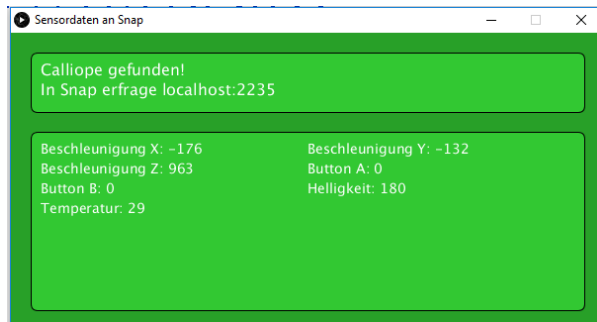 Sensordaten an Snap
Calliope gefunden!
In Snap erfrage localhost:2235
Beschleunigung X: -176 Beschleunigung Y: -132
Beschleunigung Z: 963 Button A: 0
Button B: 0 Helligkeit: 180
Temperatur: 29